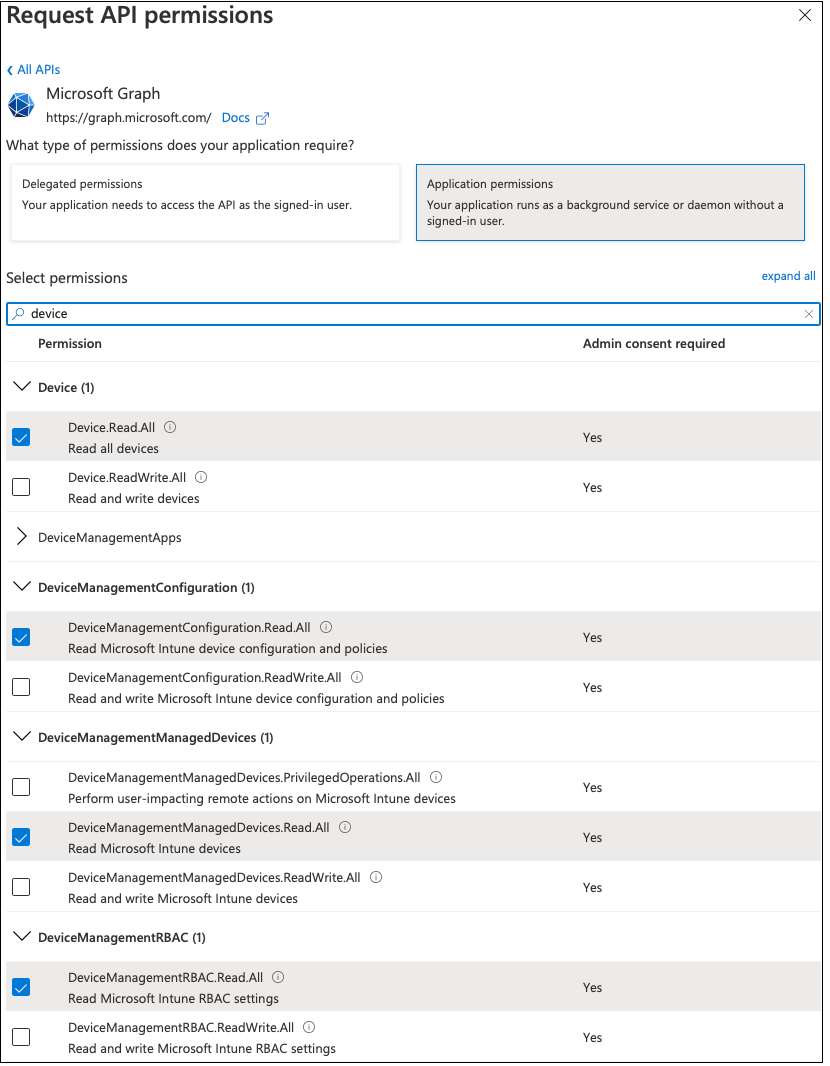 Request API permissions
All APIs
Microsoft Graph
https://graph.microsoft.com/ Docs
What type of permissions does your application require?
Delegated permissions
Your application needs to access the API as the signed-in user.
Application permissions
Your application runs as a background service or daemon without a
signed-in user.
Select permissions
expand all
device
Permission
Admin consent required
Device (1)
Device.Read.All
Read all devices
Yes
Device.ReadWrite.All
Read and write devices
Yes
DeviceManagementApps
DeviceManagementConfiguration (1)
DeviceManagementConfiguration.Read.All
Read Microsoft Intune device configuration and policies
Yes
DeviceManagementConfiguration.ReadWrite.All
Read and write Microsoft Intune device configuration and policies
Yes
DeviceManagementManagedDevices (1)
DeviceManagementManagedDevices.PrivilegedOperations.All
Perform user-impacting remote actions on Microsoft Intune devices
Yes
DeviceManagementManagedDevices.Read.All
Read Microsoft Intune devices
Yes
DeviceManagementManagedDevices.ReadWrite.All
Read and write Microsoft Intune devices
Yes
DeviceManagementRBAC (1)
DeviceManagementRBAC.Read.All
Read Microsoft Intune RBAC settings
Yes
DeviceManagementRBAC.ReadWrite.All
Read and write Microsoft Intune RBAC settings
Yes